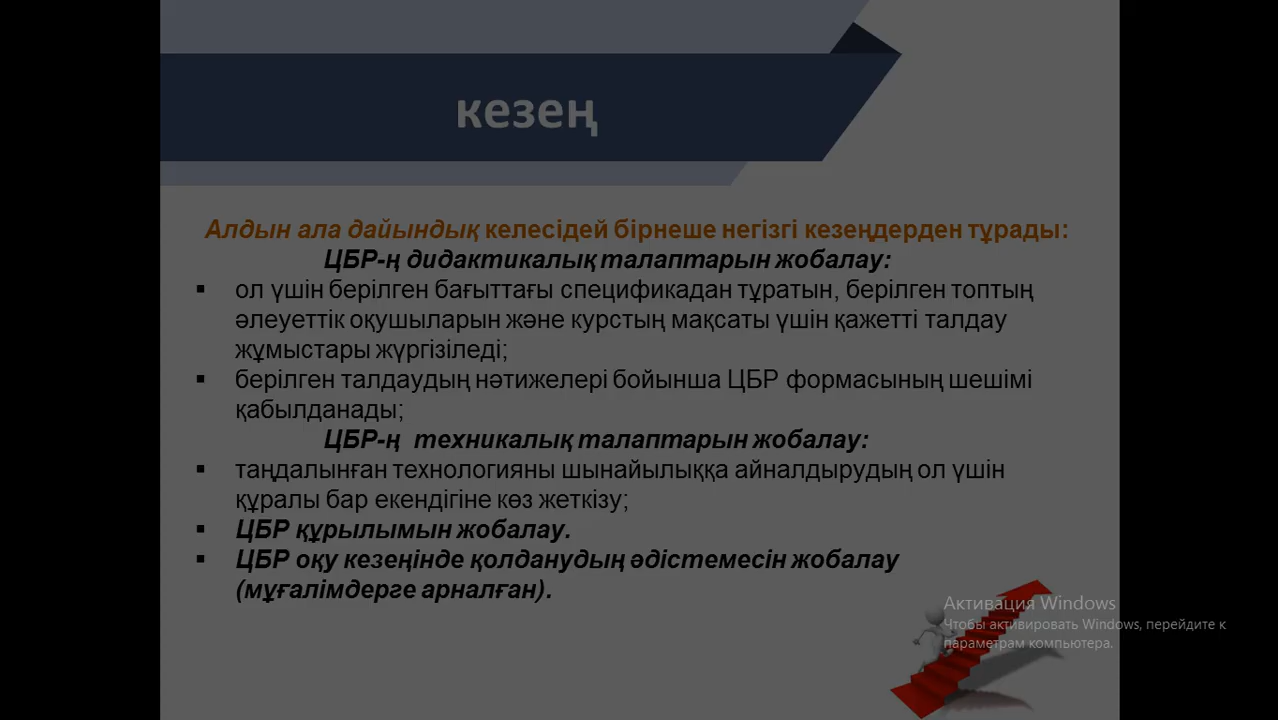 кезең
Алдын ала дайындық келесідей бірнеше негізгі кезеңдерден тұрады:
ЦБР-ң дидактикалық талаптарын жобалау:
▪ ол үшін берілген бағыттағы спецификадан тұратын, берілген топтың
әлеуеттік оқушыларын және курстың мақсаты үшін қажетті талдау
жұмыстары жүргізіледі;
▪ берілген талдаудың нәтижелері бойынша ЦБР формасының шешімі
қабылданады;
ЦБР-ң техникалық талаптарын жобалау:
▪ таңдалынған технологияны шынайылыққа айналдырудың ол үшін
құралы бар екендігіне көз жеткізу;
▪ ЦБР құрылымын жобалау.
▪ ЦБР оқу кезеңінде қолданудың әдістемесін жобалау
(мұғалімдерге арналған).
Активация Windows
Чтобы активировать Windows, перейдите к
параметрам компьютера.